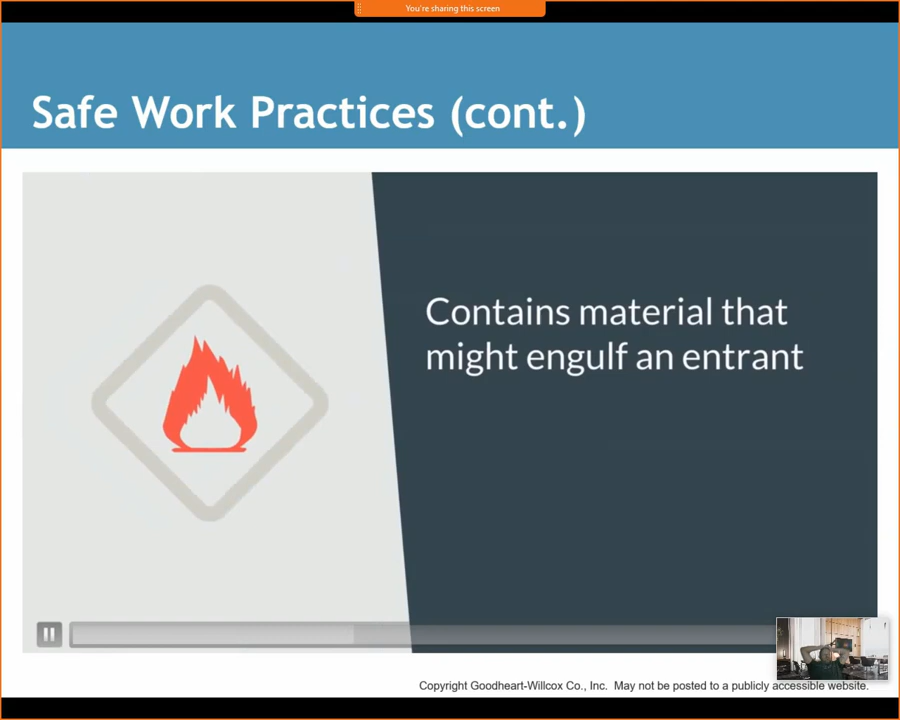 You're sharing this screen
Safe Work Practices (cont.)
Contains material that
might engulf an entrant
Copyright Goodheart-Willcox Co., Inc.  May not be posted to a publicly accessible website.